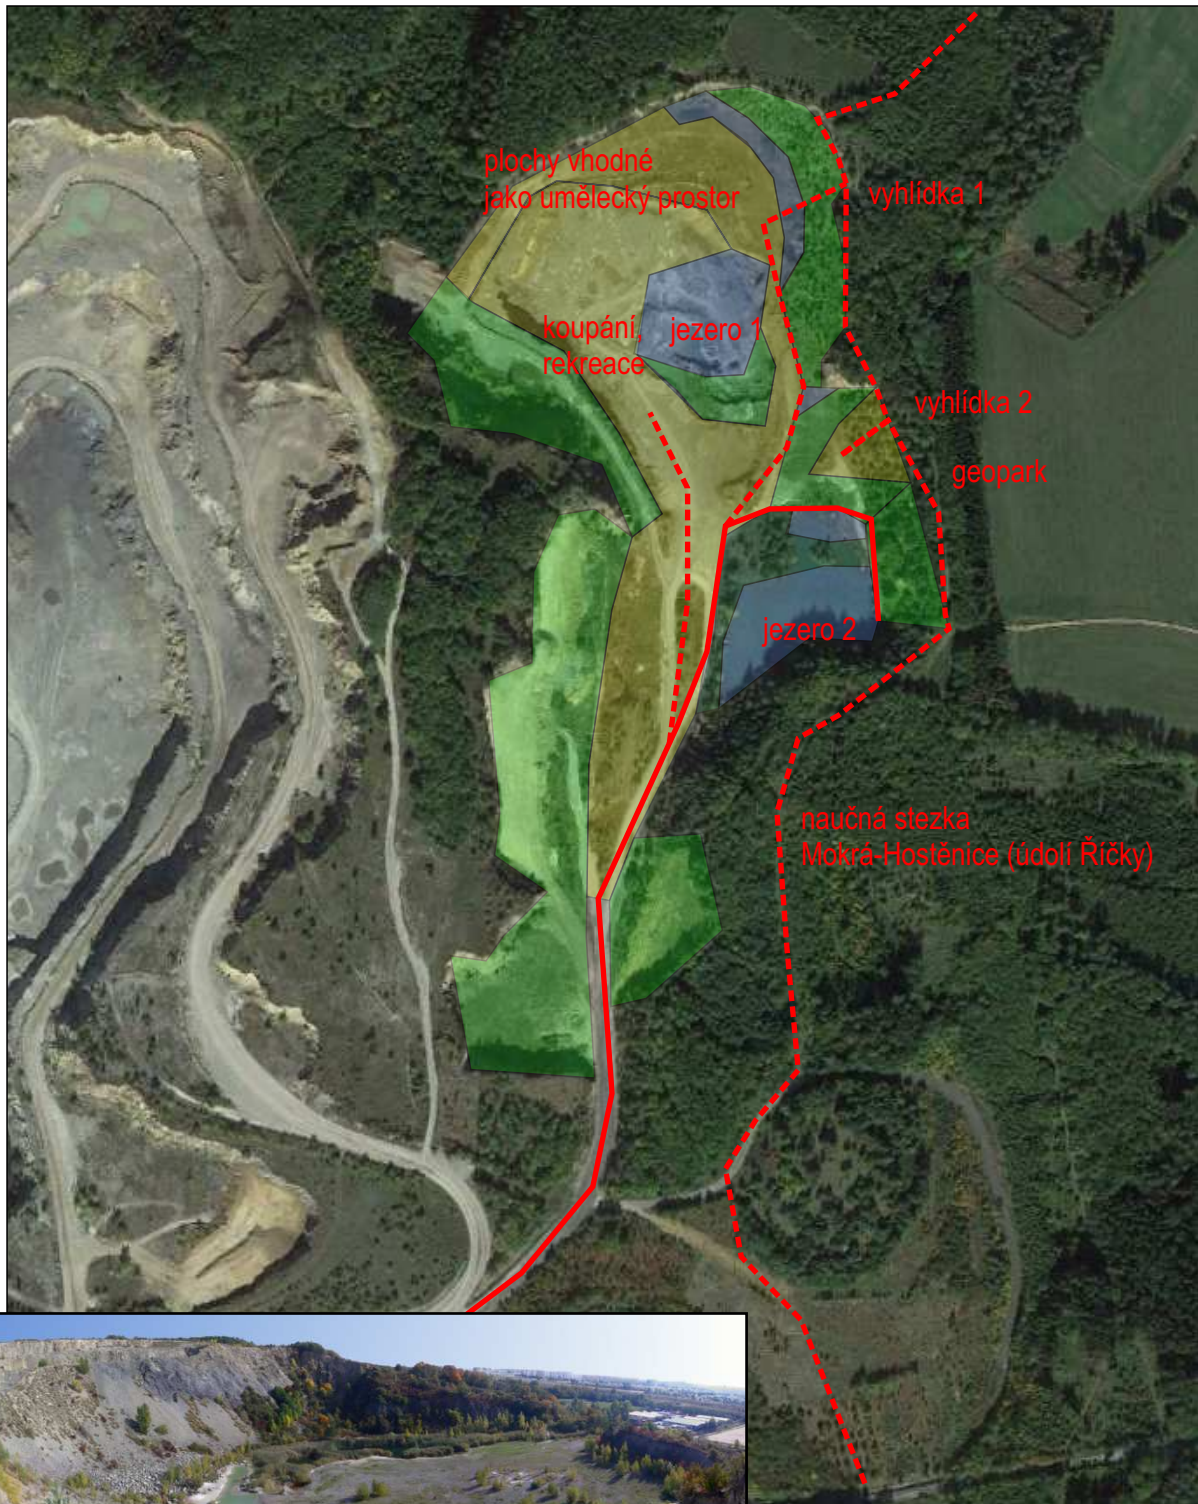 plochy vhodné
jako umělecký prostor
vyhlídka 1
koupání,
rekreace
jezero 1
vyhlídka 2
geopark
jezero 2
naučná stezka
Mokrá-Hostěnice (údolí Říčky)